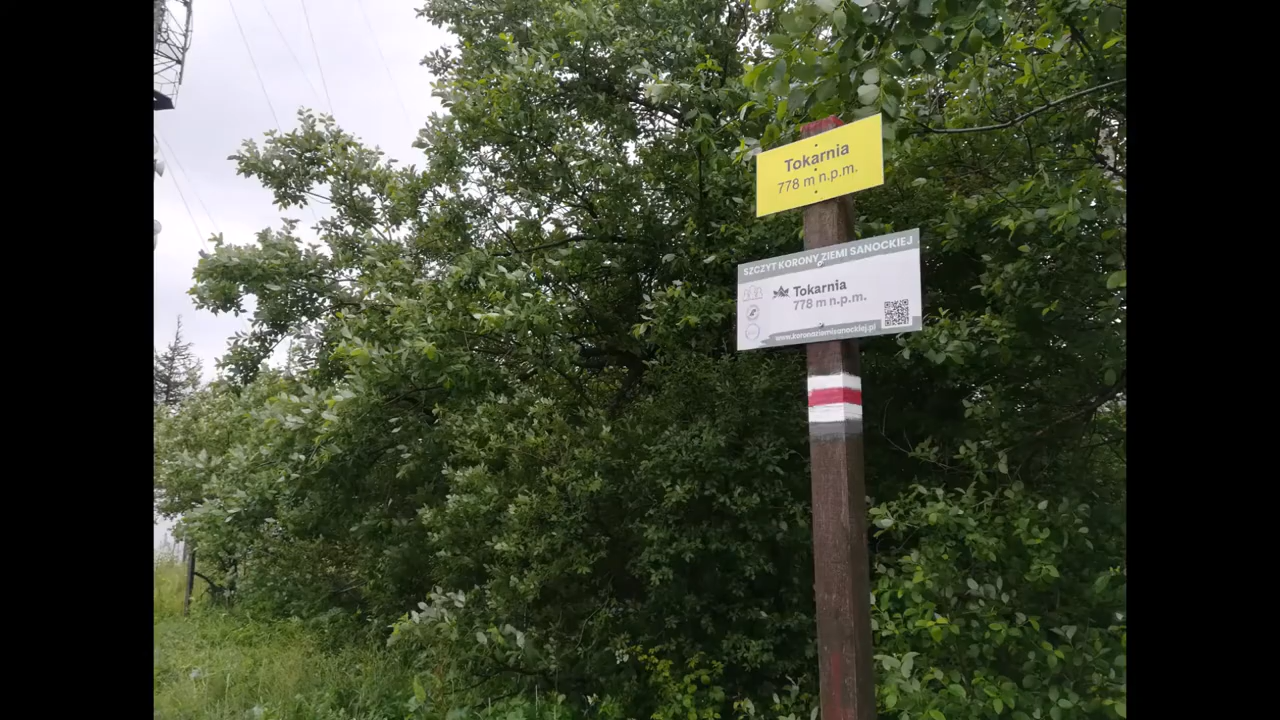 Tokarnia
778 m n.p.m.
SZCZYT KORONY ZIEMI SANOCKIEJ
Tokarnia
778 m n.p.m.
www.koronaziemisanockiej.pl